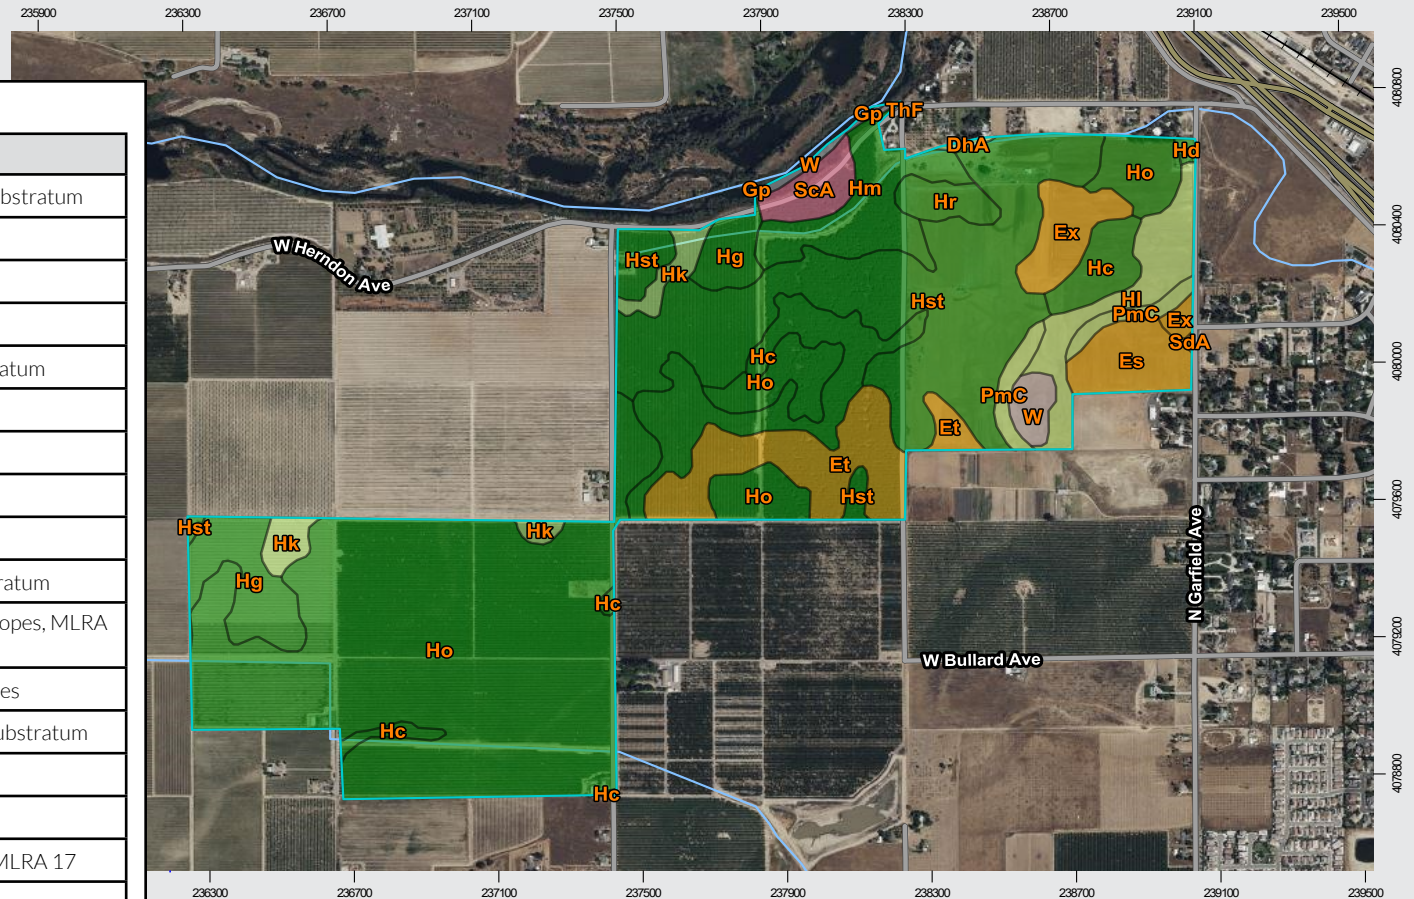 235900 236300 236700 237100 237500 237900 238300 238700 239100 239500
4080800
Gp ThF
bstratum
DhA Hd
W Ho
Gp ScA Hm
Hr
4080400
W Herndon Ave
Ex
Hst Hg
Hk Hc
Hst Hl
PmC
Ex
SdA
atum
Hc Es
4080000
Ho
PmC
W
Et
Et
Ho Hst
4079600
Hst Hk Hk
N Garfield Ave
ratum
Hg
Hc
opes, MLRA
4079200
Ho
W Bullard Ave
es
ubstratum
Hc
4078800
Hc
MLRA 17
236300 236700 237100 237500 237900 238300 238700 239100 239500